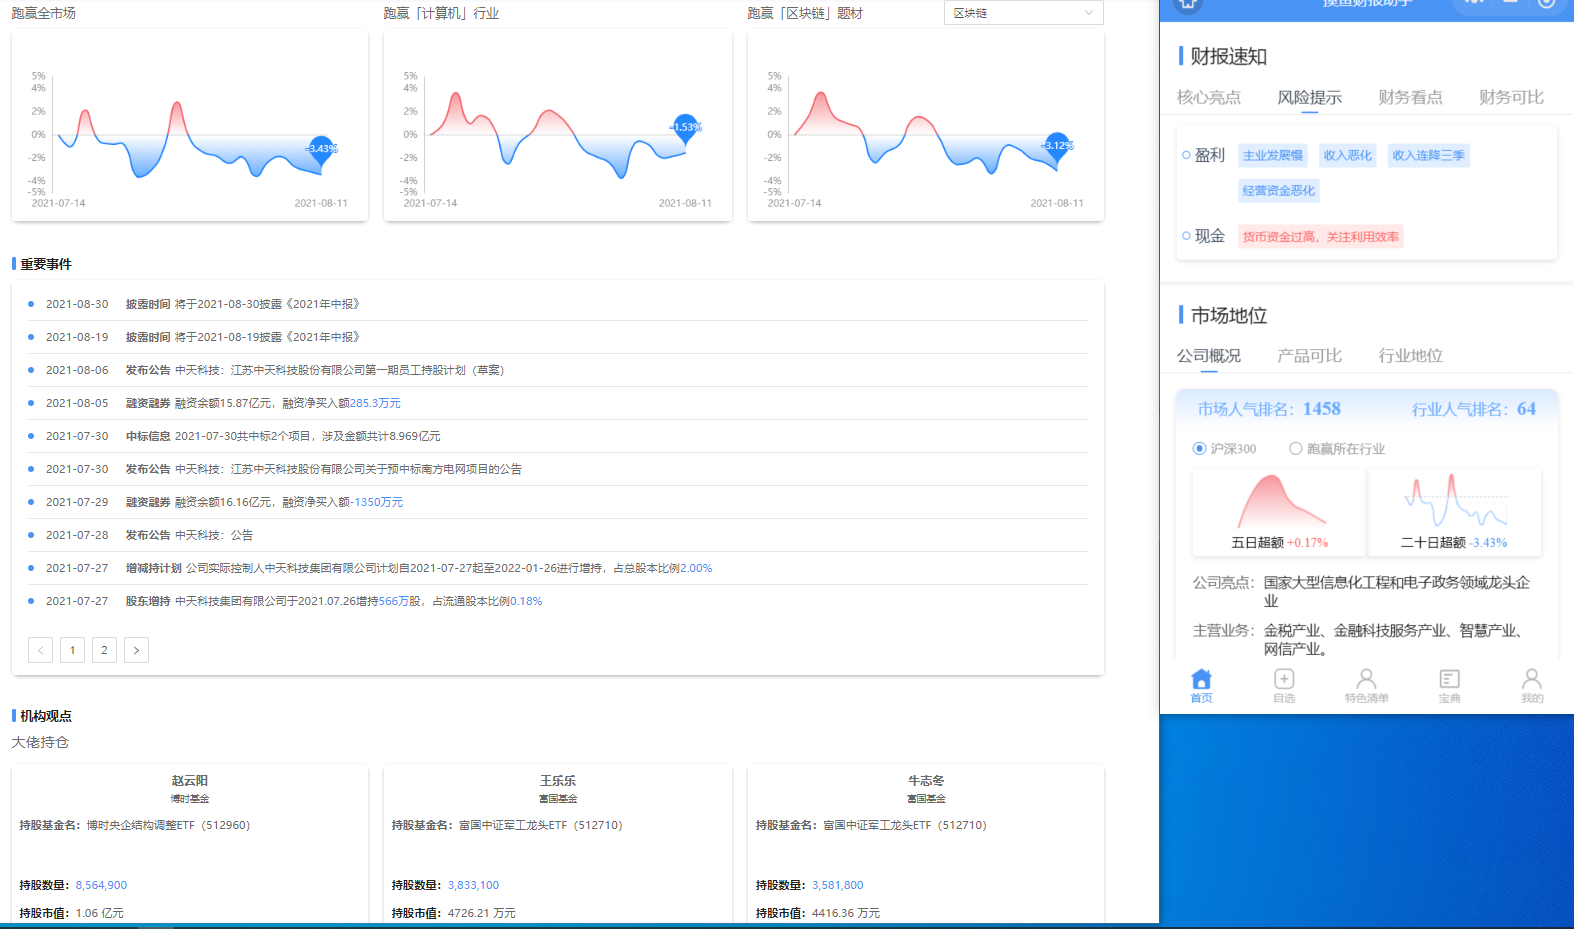 跑赢全市场
跑赢「计算机」行业
跑赢「区块链」题材
区块链
5%
4%
2%
0%
-2%
-4%
-5%
-3.43%
2021-07-14
2021-08-11
5%
4%
2%
0%
-2%
-4%
-5%
-1.53%
2021-07-14
2021-08-11
5%
4%
2%
0%
-2%
-4%
-5%
-3.12%
2021-07-14
2021-08-11
重要事件
2021-08-30 披露时间 将于2021-08-30披露《2021年中报》
2021-08-19 披露时间 将于2021-08-19披露《2021年中报》
2021-08-06 发布公告 中天科技：江苏中天科技股份有限公司第一期员工持股计划（草案）
2021-08-05 融资融券 融资余额15.87亿元，融资净买入额285.3万元
2021-07-30 中标信息 2021-07-30共中标2个项目，涉及金额共计8.969亿元
2021-07-30 发布公告 中天科技：江苏中天科技股份有限公司关于预中标南方电网项目的公告
2021-07-29 融资融券 融资余额16.16亿元，融资净买入额-1350万元
2021-07-28 发布公告 中天科技：公告
2021-07-27 增减持计划 公司实际控制人中天科技集团有限公司计划自2021-07-27起至2022-01-26进行增持，占总股本比例2.00%
2021-07-27 股东增持 中天科技集团有限公司于2021.07.26增持566万股，占流通股本比例0.18%
< 1 2 >
机构观点
大佬持仓
赵云阳
博时基金
持股基金名：博时央企结构调整ETF（512960）
持股数量：8,564,900
持股市值：1.06 亿元
王乐乐
富国基金
持股基金名：富国中证军工龙头ETF（512710）
持股数量：3,833,100
持股市值：4726.21 万元
牛志冬
富国基金
持股基金名：富国中证军工龙头ETF（512710）
持股数量：3,581,800
持股市值：4416.36 万元
摸鱼财报助手
财报速知
核心亮点 风险提示 财务看点 财务可比
盈利 主业发展慢 收入恶化 收入连降三季
经营资金恶化
现金 货币资金过高，关注利用效率
市场地位
公司概况 产品可比 行业地位
市场人气排名：1458 行业人气排名：64
沪深300 跑赢所在行业
五日超额 +0.17% 二十日超额 -3.43%
公司亮点：国家大型信息化工程和电子政务领域龙头企
业
主营业务：金税产业、金融科技服务产业、智慧产业、
网信产业。
首页 自选 特色清单 宝典 我的